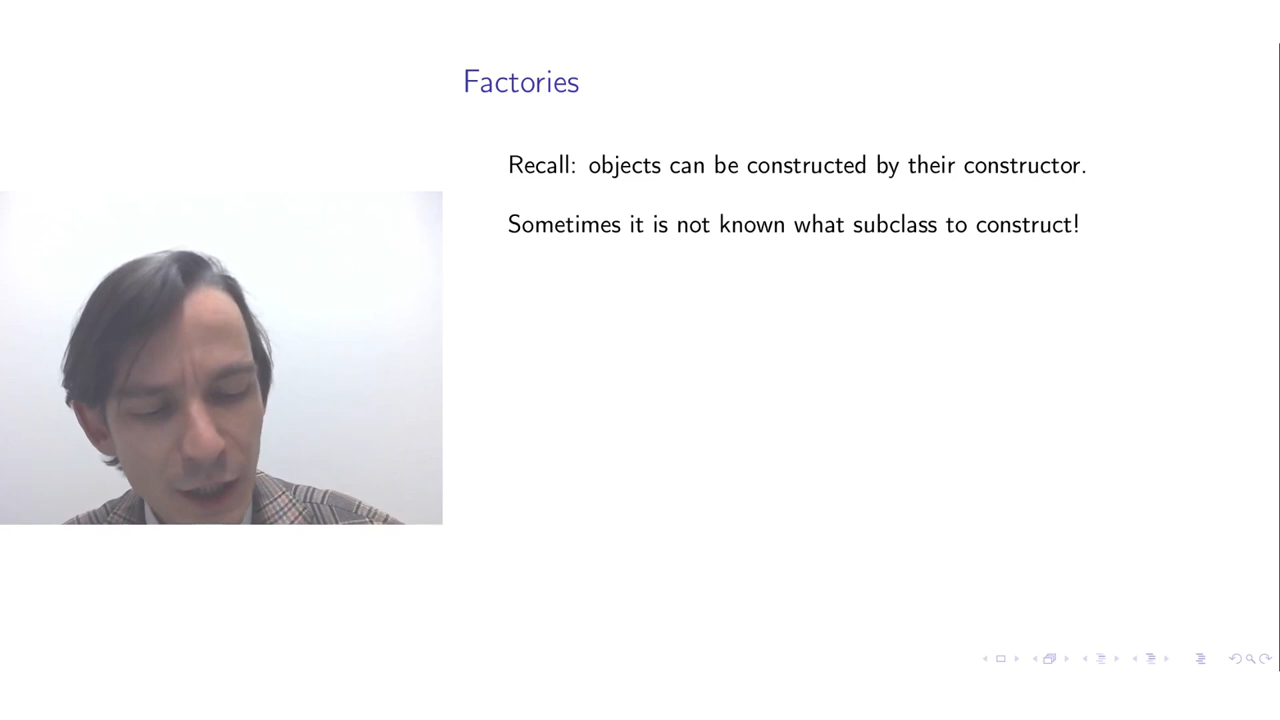 Factories
Recall: objects can be constructed by their constructor.
Sometimes it is not known what subclass to construct!